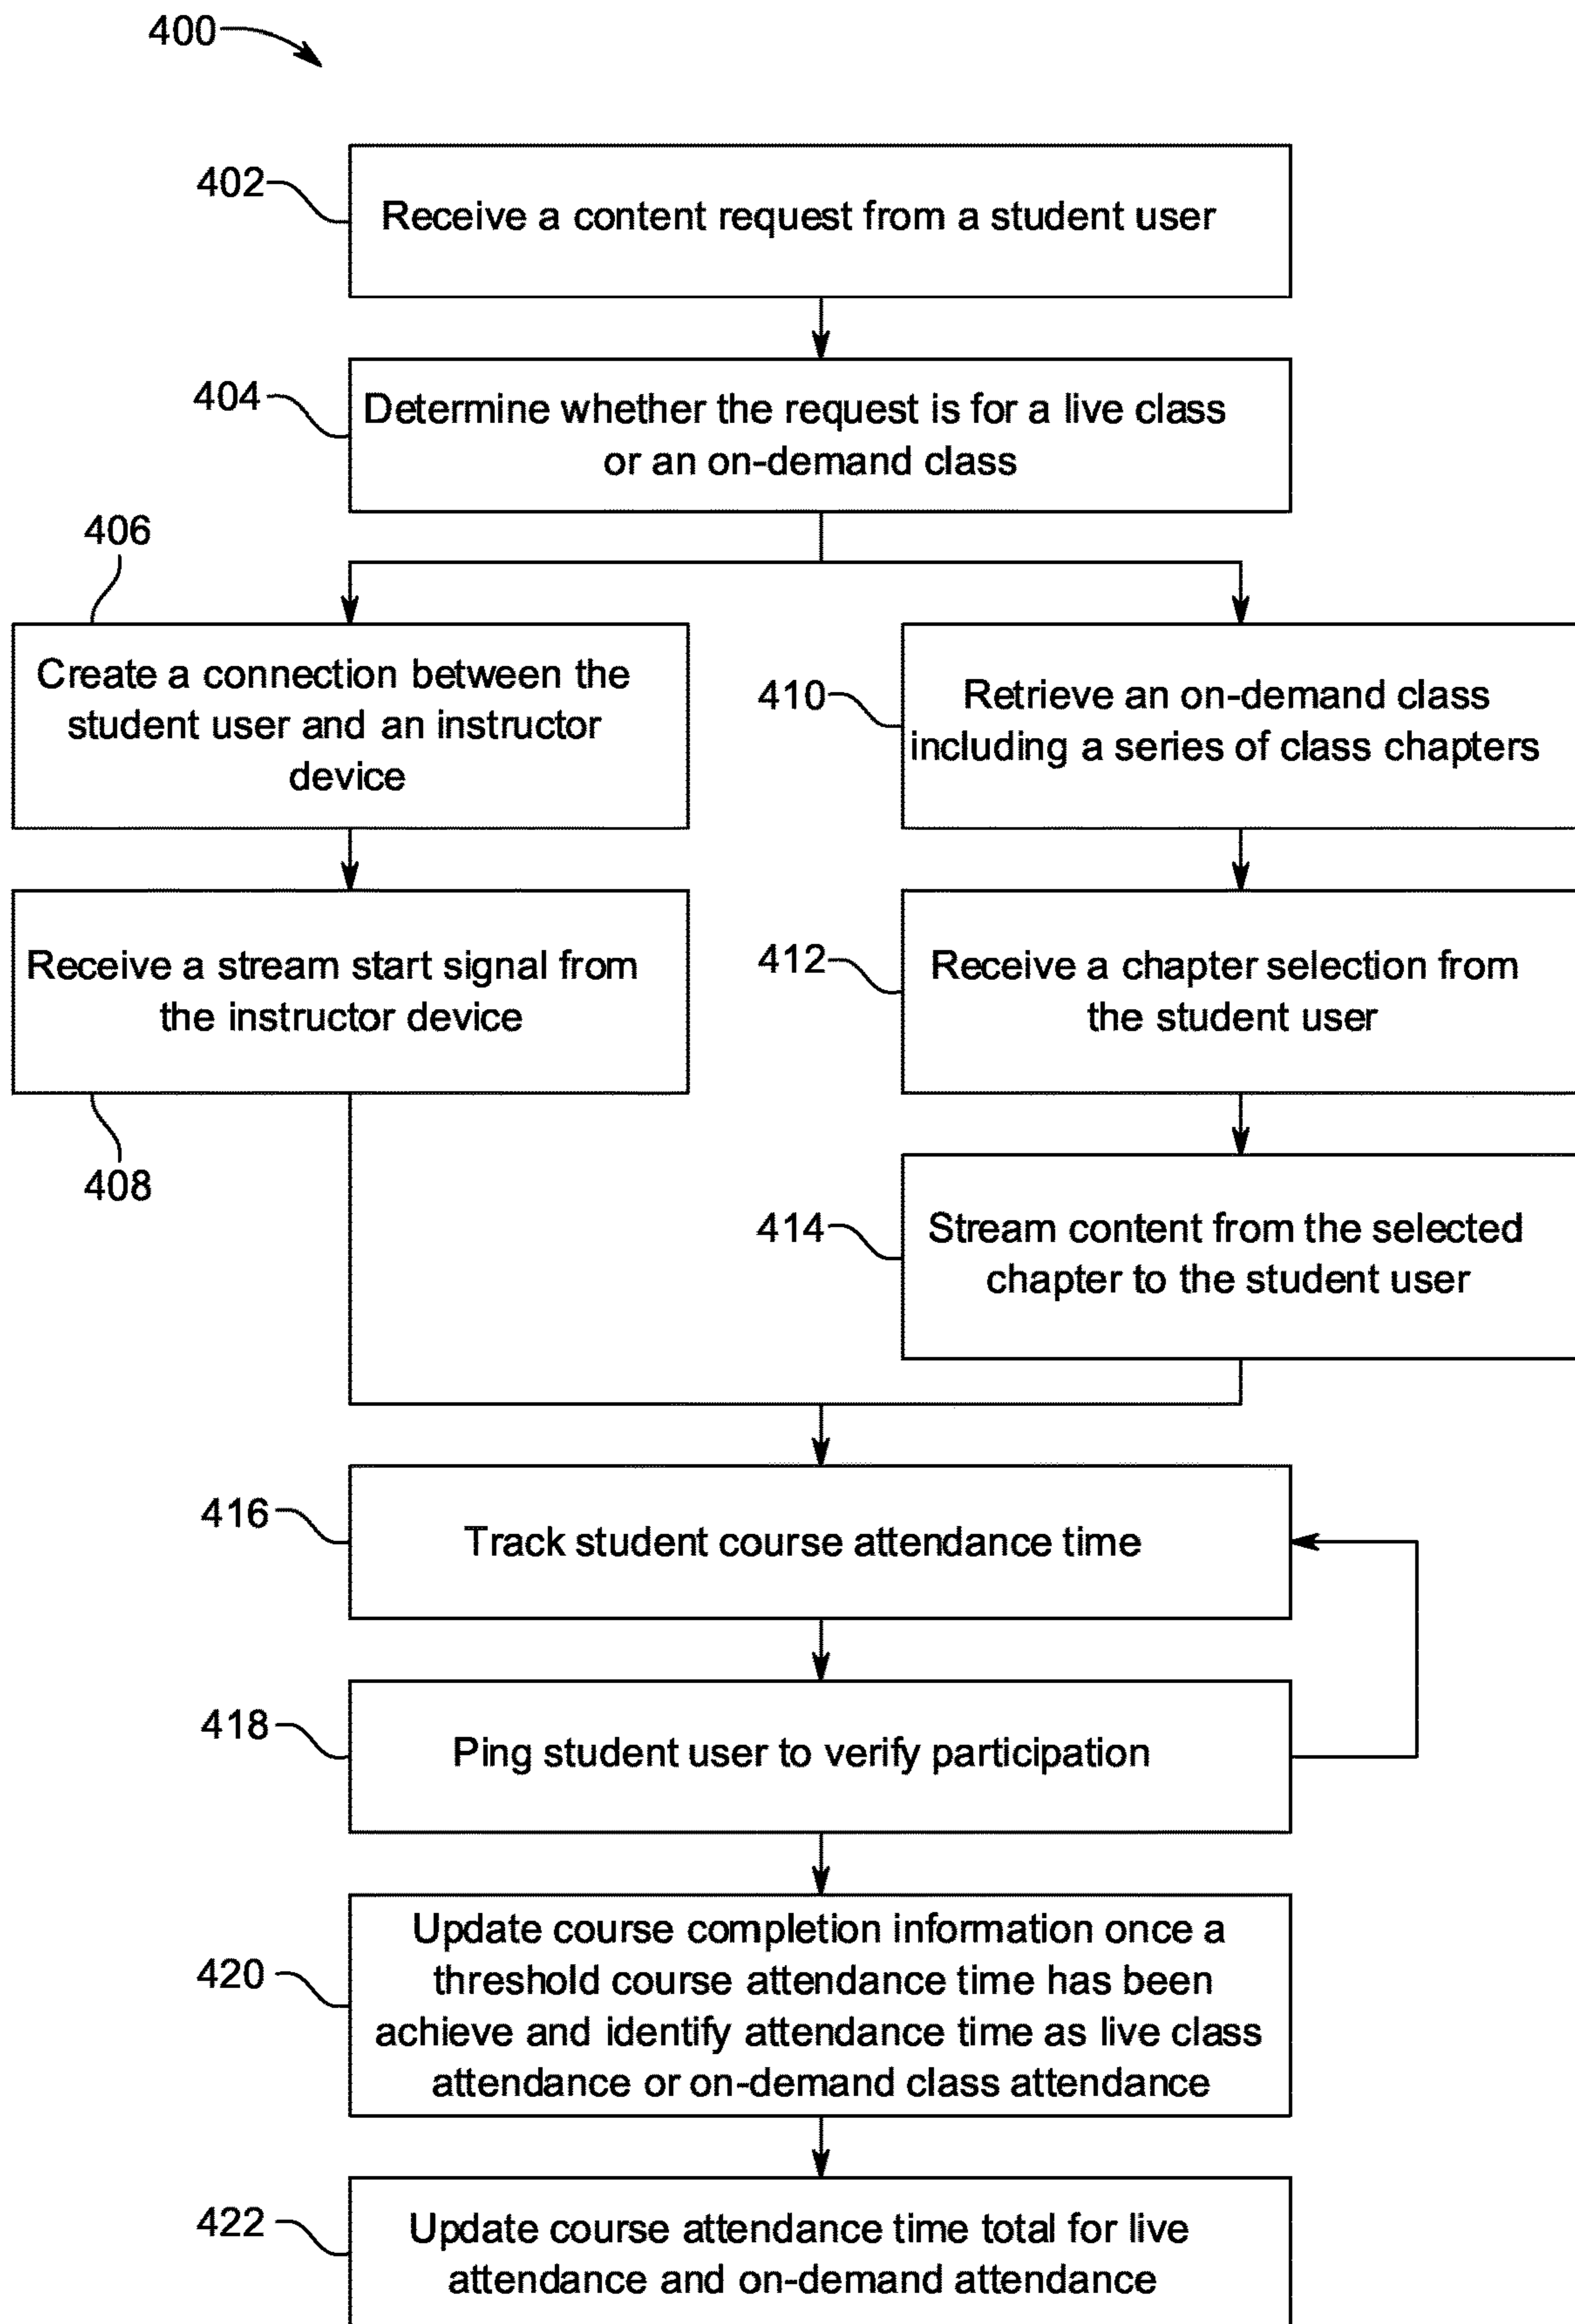 400
402
Receive a content request from a student user
404
Determine whether the request is for a live class
or an on-demand class
406
Create a connection between the
student user and an instructor
device
410
Retrieve an on-demand class
including a series of class chapters
Receive a stream start signal from
the instructor device
408
412
Receive a chapter selection from
the student user
414
Stream content from the selected
chapter to the student user
416
Track student course attendance time
418
Ping student user to verify participation
420
Update course completion information once a
threshold course attendance time has been
achieve and identify attendance time as live class
attendance or on-demand class attendance
422
Update course attendance time total for live
attendance and on-demand attendance